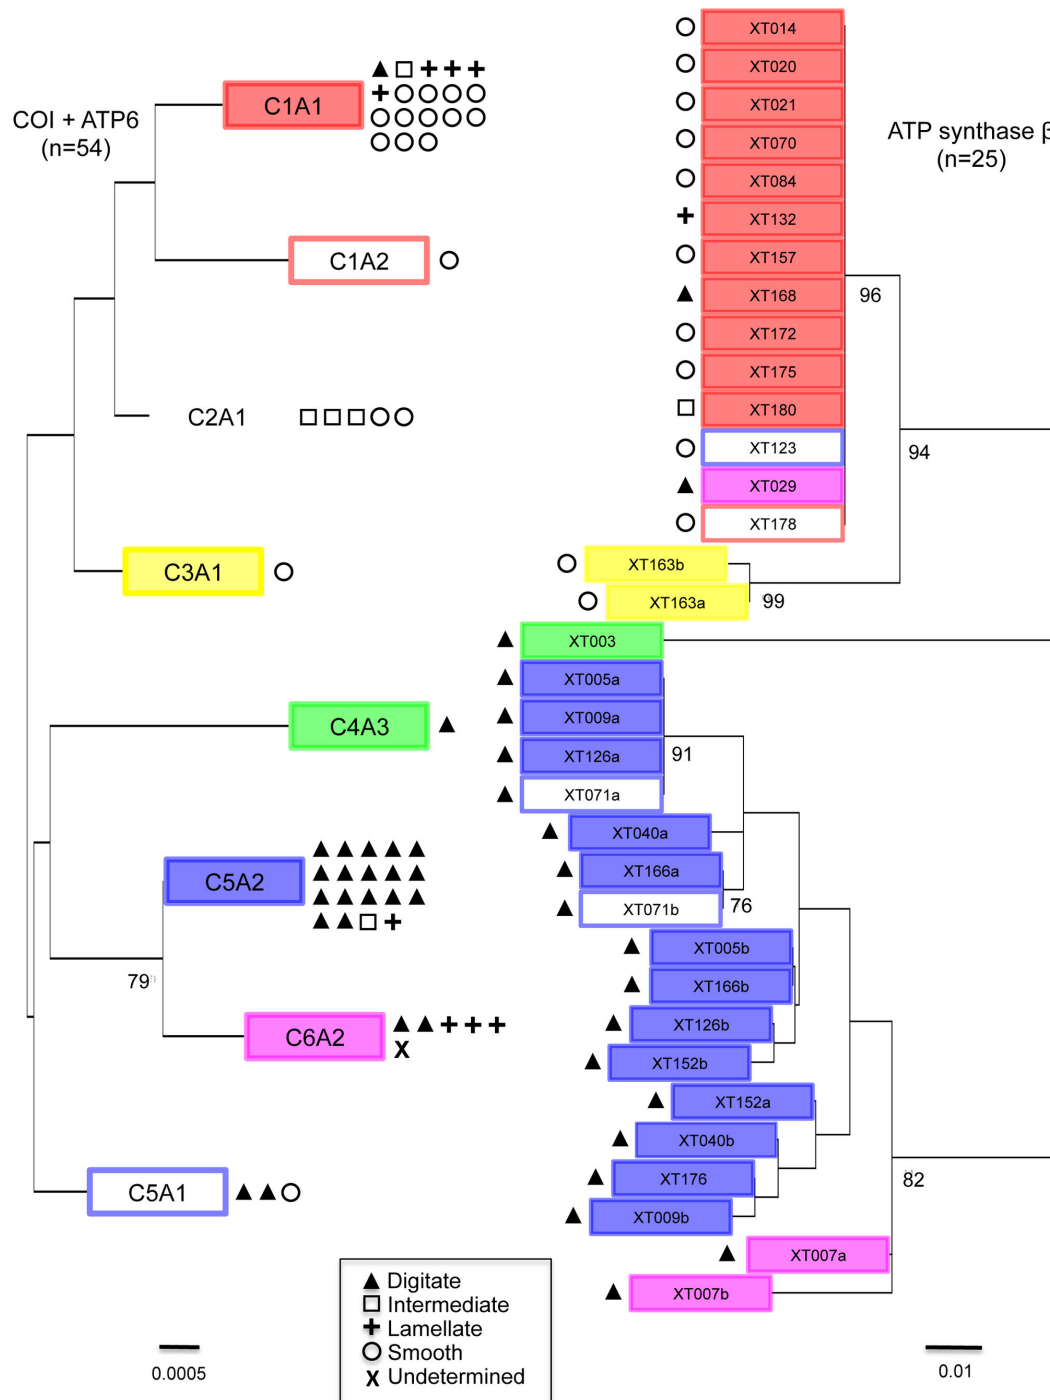 COI + ATP6
(n=54)
C1A1
C1A2
C2A1
C3A1
C4A3
C5A2
79
C6A2
X
C5A1
0.0005
XT014
XT020
XT021
XT070
XT084
XT132
XT157
XT168
XT172
XT175
XT180
XT123
XT029
XT178
XT163b
XT163a
XT003
XT005a
XT009a
XT126a
XT071a
XT040a
XT166a
XT071b
XT005b
XT166b
XT126b
XT152b
XT152a
XT040b
XT176
XT009b
XT007a
XT007b
ATP synthase β
(n=25)
96
94
99
91
76
82
Digitate
Intermediate
Lamellate
Smooth
X Undetermined
0.01